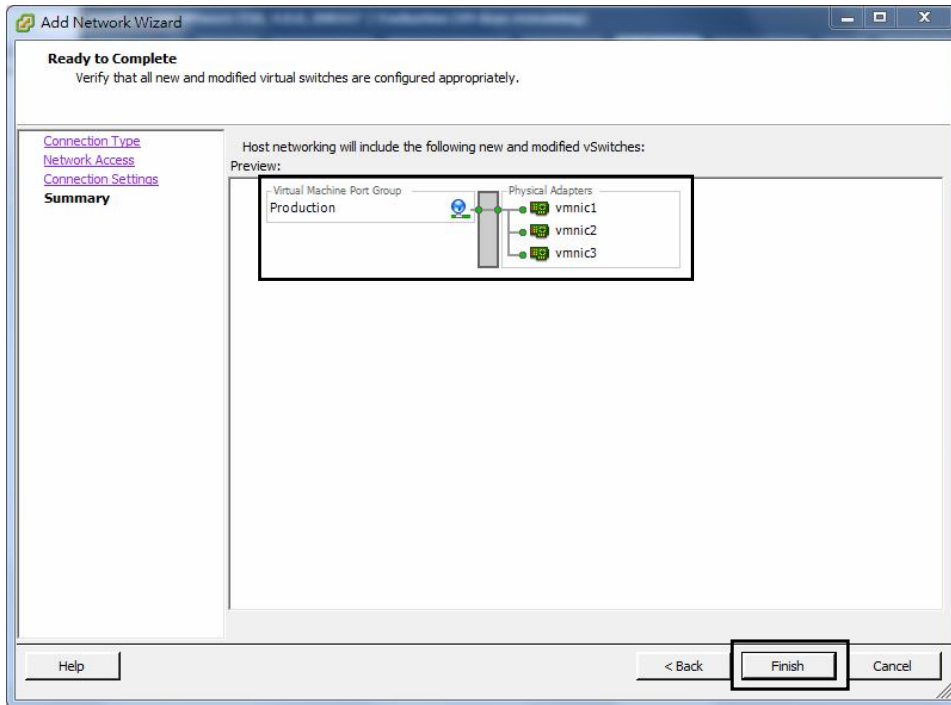 Add Network Wizard
Ready to Complete
Verify that all new and modified virtual switches are configured appropriately.
Connection Type
Network Access
Connection Settings
Summary
Host networking will include the following new and modified vSwitches:
Preview:
Virtual Machine Port Group
Physical Adapters
Production
vmnic1
vmnic2
vmnic3
Help
< Back
Finish
Cancel